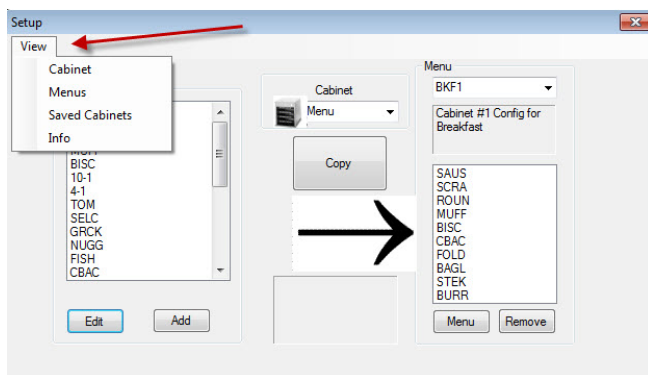 Setup
View
Cabinet
Menus
Saved Cabinets
Info
BISC
10-1
4-1
TOM
SELC
GRCK
NUGG
FISH
CBAC
Edit
Add
Cabinet
Menu
Copy
Menu
BKF1
Cabinet #1 Config for
Breakfast
SAUS
SCRA
ROUN
MUFF
BISC
CBAC
FOLD
BAGL
STEK
BURR
Menu
Remove